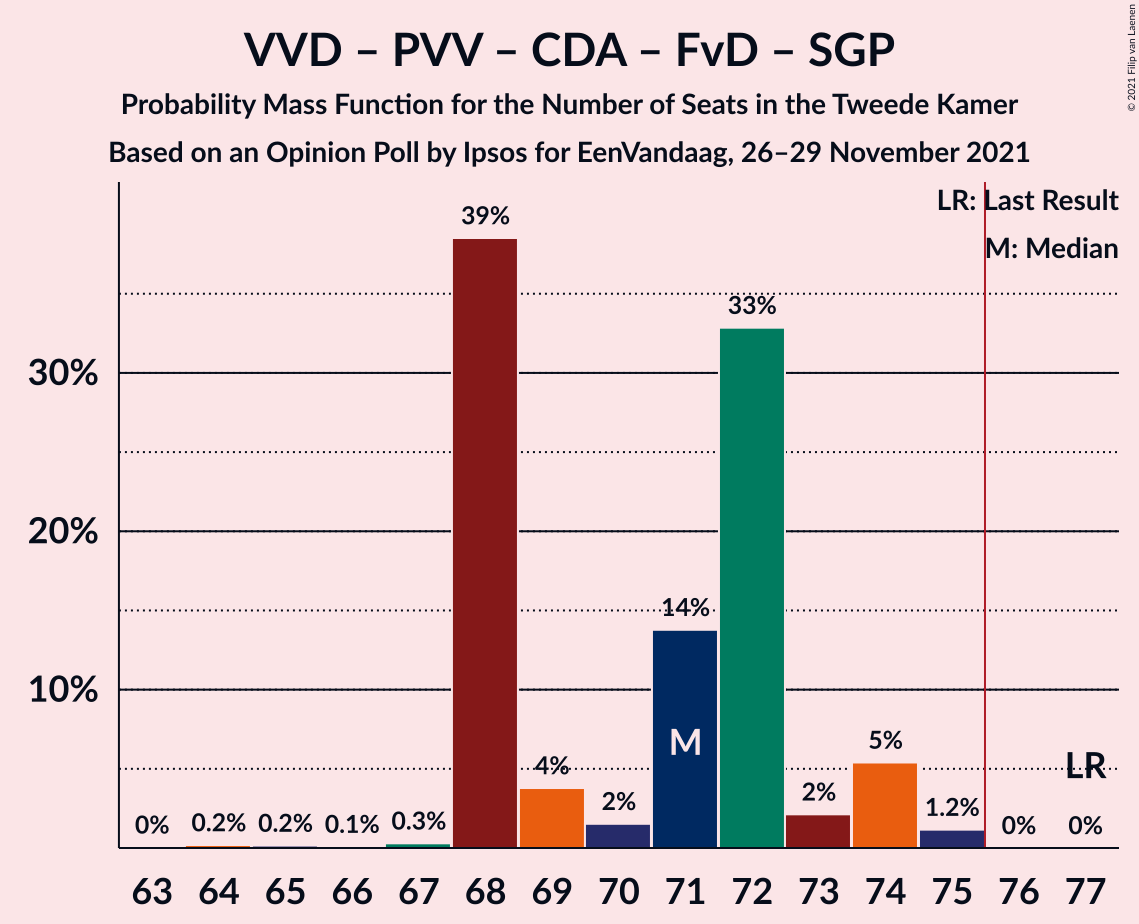 VVD – PVV – CDA – FvD – SGP
Probability Mass Function for the Number of Seats in the Tweede Kamer
Based on an Opinion Poll by Ipsos for EenVandaag, 26–29 November 2021
© 2021 Filip van Laenen
LR: Last Result
M: Median
39%
33%
30%
20%
14%
10%
M
5%
LR
4%
2%
2%
1.2%
0%
0.2%
0.2%
0.1%
0.3%
0%
0%
63 64 65 66 67 68 69 70 71 72 73 74 75 76 77